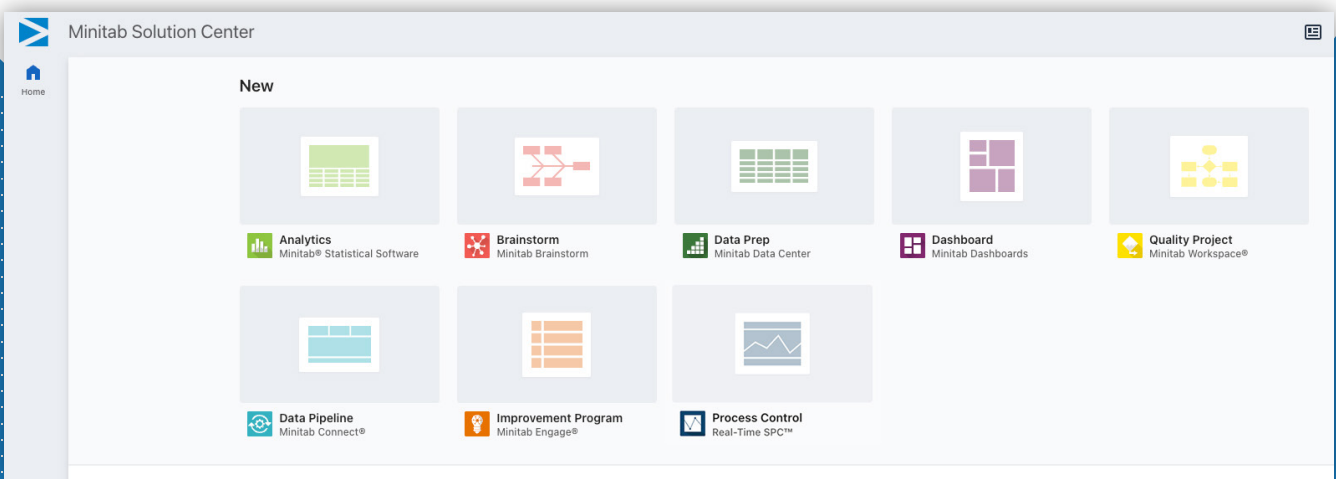 Minitab Solution Center
Home
New
Analytics
Minitab® Statistical Software
Brainstorm
Minitab Brainstorm
Data Prep
Minitab Data Center
Dashboard
Minitab Dashboards
Quality Project
Minitab Workspace®
Data Pipeline
Minitab Connect®
Improvement Program
Minitab Engage®
Process Control
Real-Time SPC™